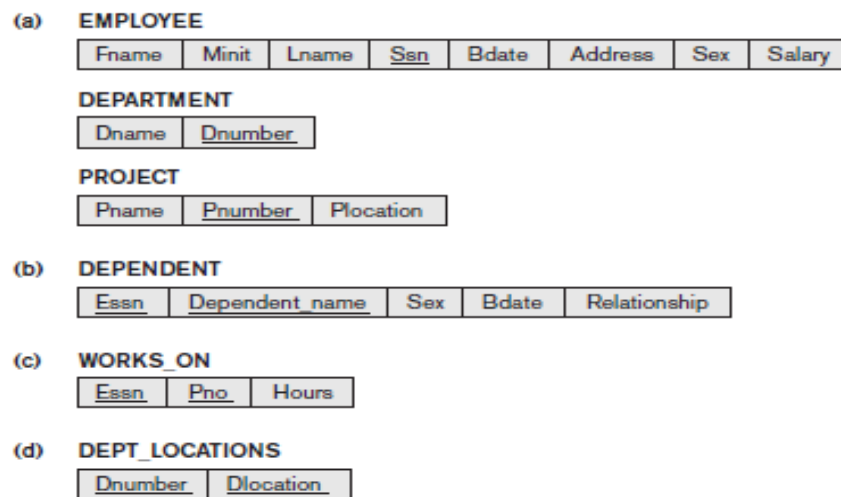 (a) EMPLOYEE
Fname Minit Lname Ssn Bdate Address Sex Salary
DEPARTMENT
Dname Dnumber
PROJECT
Pname Pnumber Plocation
(b) DEPENDENT
Essn Dependent_name Sex Bdate Relationship
(c) WORKS_ON
Essn Pno Hours
(d) DEPT_LOCATIONS
Dnumber Dlocation